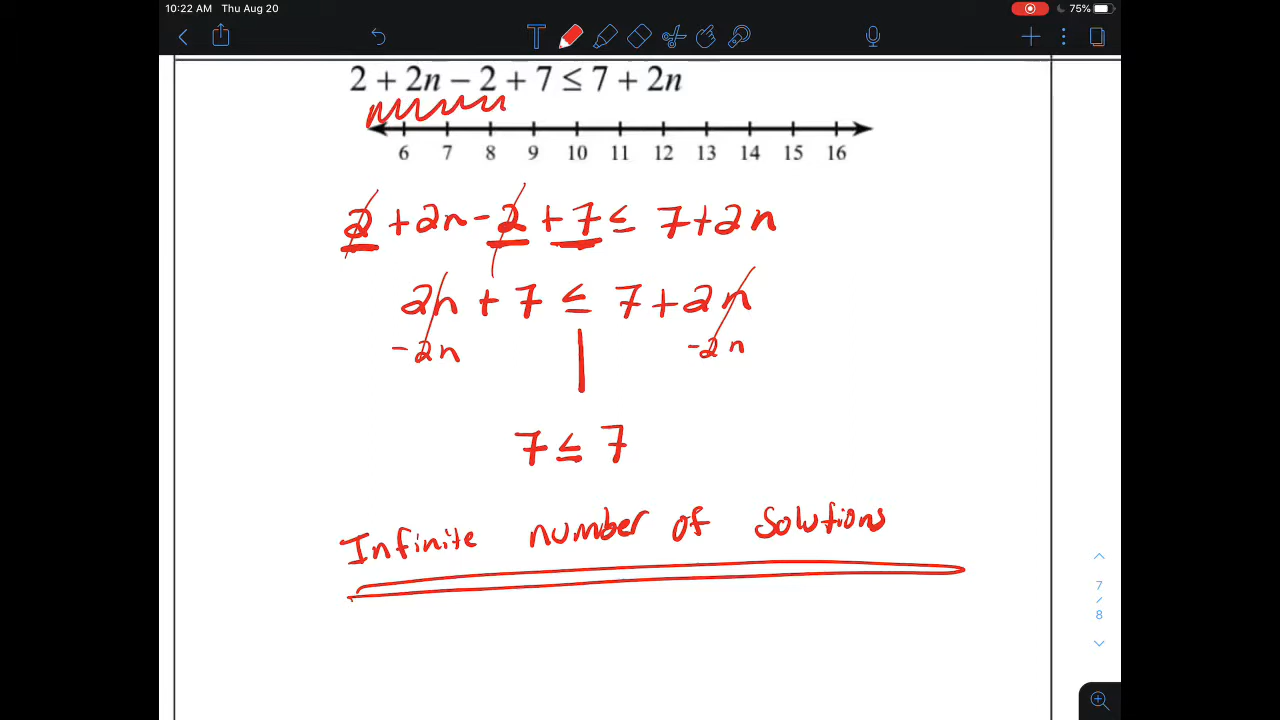 10:22 AM Thu Aug 20 75%
T
2 + 2n − 2 + 7 ≤ 7 + 2n
6 7 8 9 10 11 12 13 14 15 16
2 + 2n - 2 + 7 ≤ 7 + 2n
2n + 7 ≤ 7 + 2n
-2n -2n
7 ≤ 7
Infinite number of solutions
7
/
8